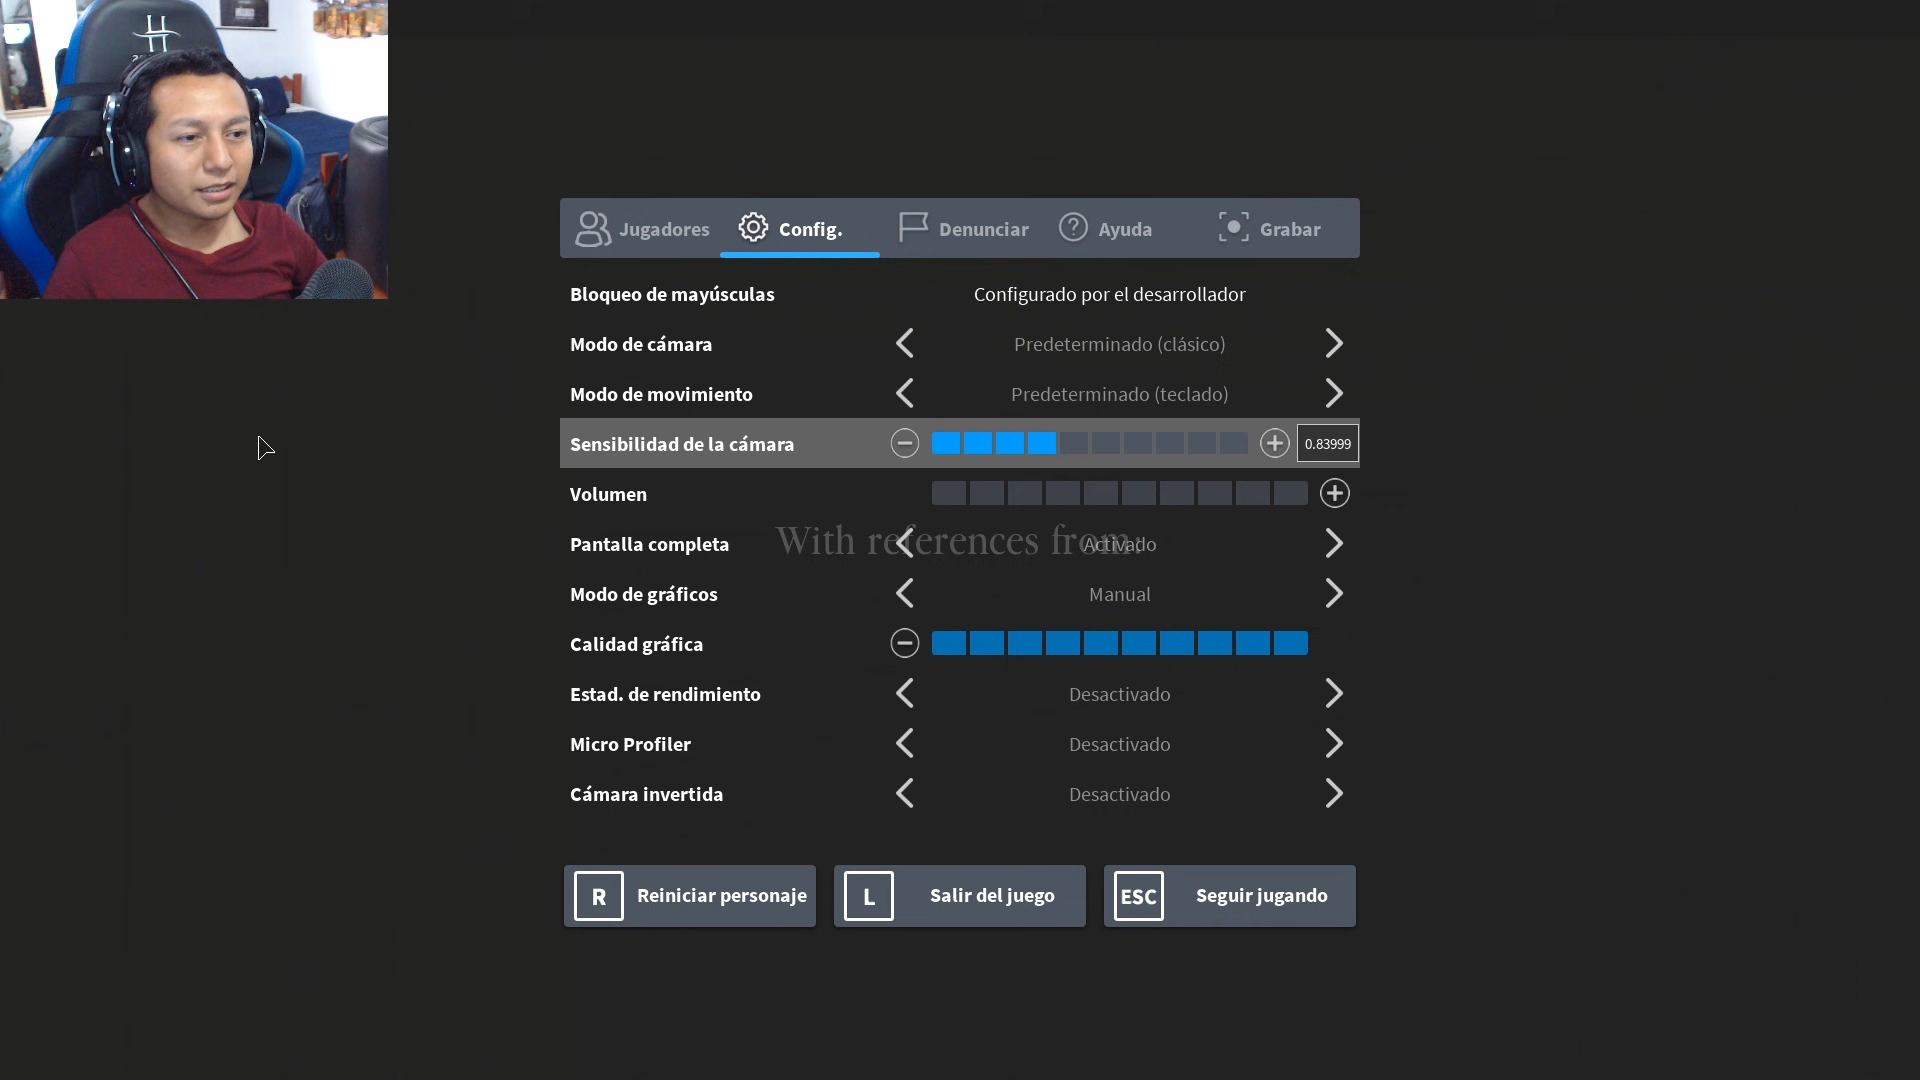 Jugadores
Config.
Denunciar
Ayuda
Grabar
Bloqueo de mayúsculas
Configurado por el desarrollador
Modo de cámara
Predeterminado (clásico)
Modo de movimiento
Predeterminado (teclado)
Sensibilidad de la cámara
0.83999
Volumen
With references from:
Pantalla completa
Activado
Modo de gráficos
Manual
Calidad gráfica
Estad. de rendimiento
Desactivado
Micro Profiler
Desactivado
Cámara invertida
Desactivado
R Reiniciar personaje
L Salir del juego
ESC Seguir jugando